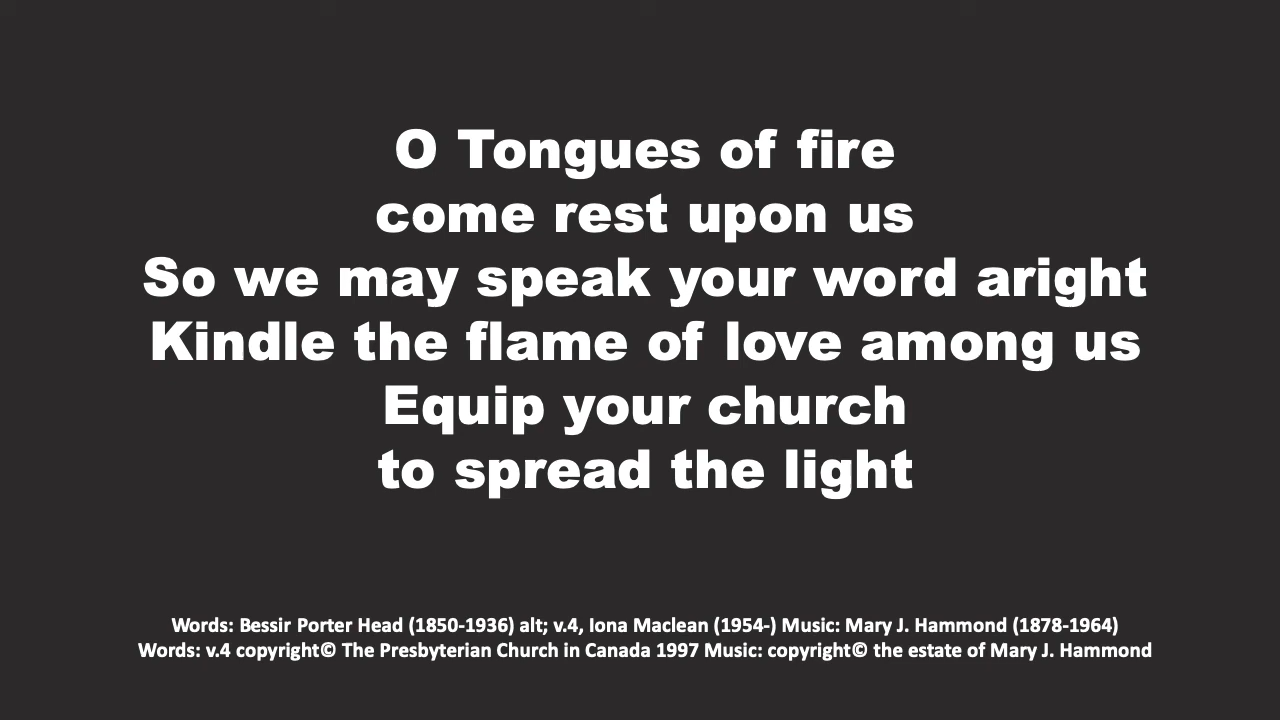 O Tongues of fire
come rest upon us
So we may speak your word aright
Kindle the flame of love among us
Equip your church
to spread the light
Words: Bessir Porter Head (1850-1936) alt; v.4, Iona Maclean (1954-) Music: Mary J. Hammond (1878-1964)
Words: v.4 copyright© The Presbyterian Church in Canada 1997 Music: copyright© the estate of Mary J. Hammond